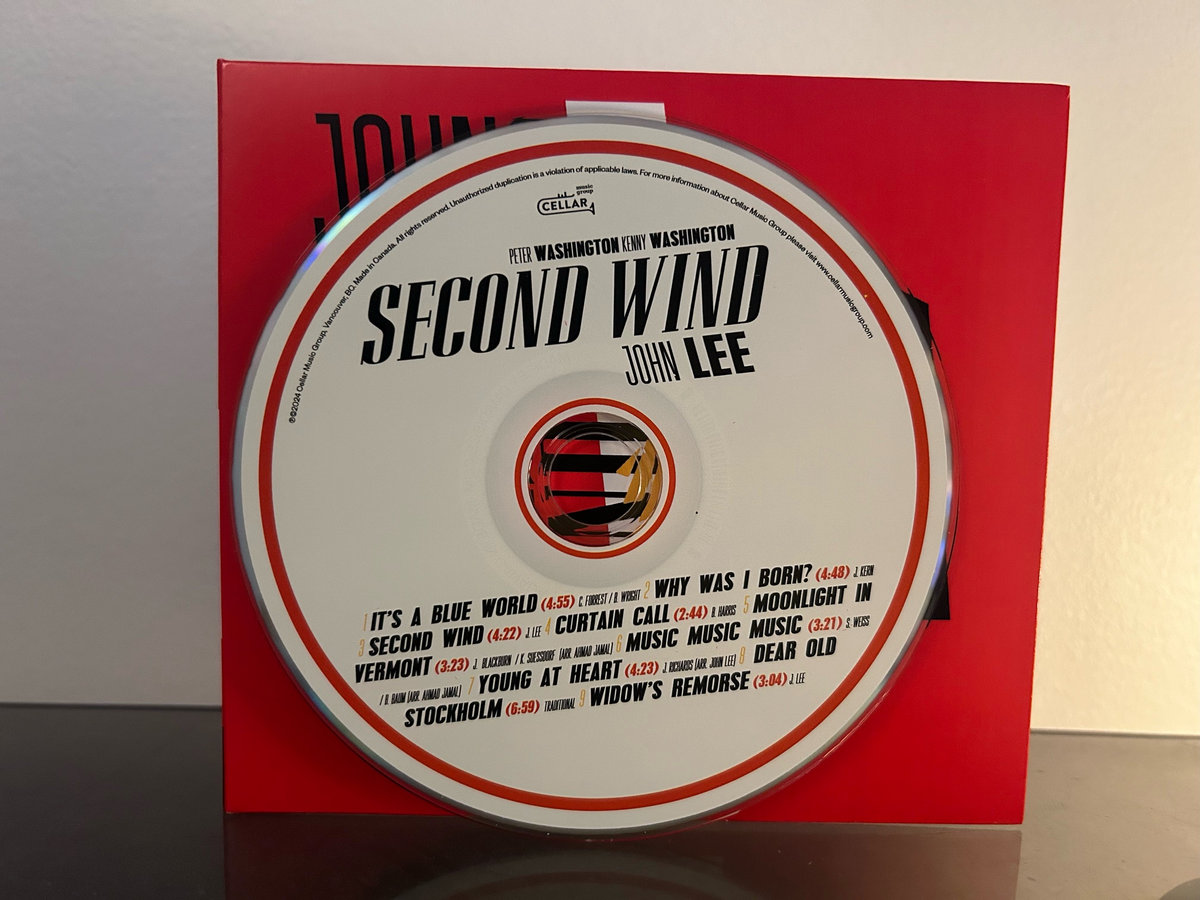 JOHN
℗©2024 Cellar Music Group, Vancouver, BC. Made in Canada. All rights reserved. Unauthorized duplication is a violation of applicable laws. For more information about Cellar Music Group please visit www.cellarmusicgroup.com
music
group
CELLAR
PETER WASHINGTON KENNY WASHINGTON
SECOND WIND
JOHN LEE
1 IT'S A BLUE WORLD (4:55) C. FORREST / B. WRIGHT 2 WHY WAS I BORN? (4:48) J. KERN
3 SECOND WIND (4:22) J. LEE 4 CURTAIN CALL (2:44) B. HARRIS 5 MOONLIGHT IN
VERMONT (3:23) J. BLACKBURN / K. SUESSDORF (ARR. AHMAD JAMAL) 6 MUSIC MUSIC MUSIC (3:21) S. WEISS
/ B. BAUM (ARR. AHMAD JAMAL) 7 YOUNG AT HEART (4:23) J. RICHARDS (ARR. JOHN LEE) 8 DEAR OLD
STOCKHOLM (6:59) TRADITIONAL 9 WIDOW'S REMORSE (3:04) J. LEE